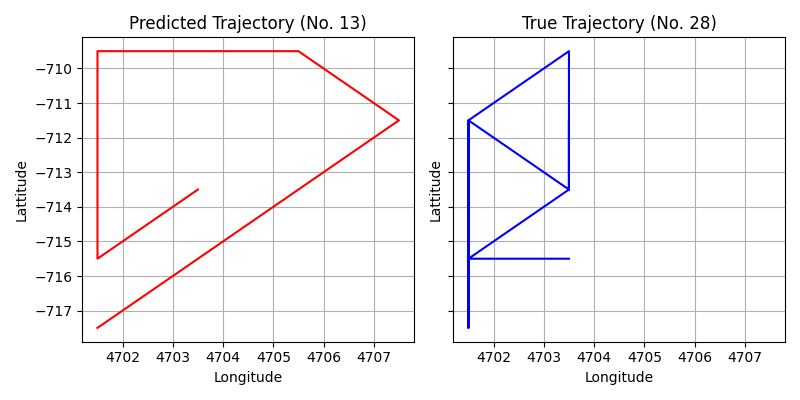 Predicted Trajectory (No. 13)
Lattitude
−710
−711
−712
−713
−714
−715
−716
−717
4702 4703 4704 4705 4706 4707
Longitude
True Trajectory (No. 28)
Lattitude
4702 4703 4704 4705 4706 4707
Longitude